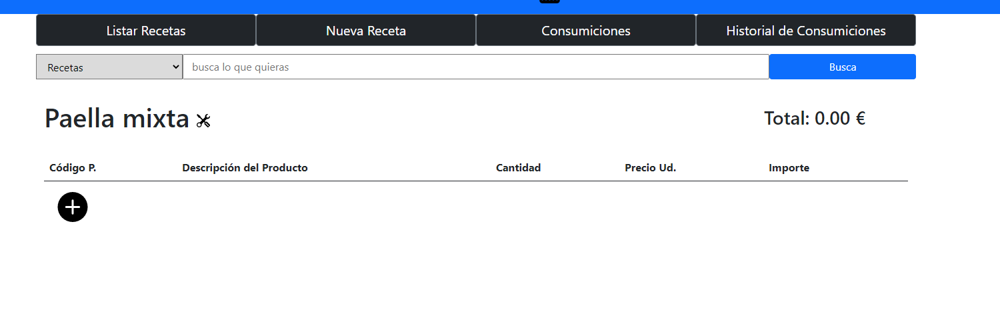 Listar Recetas Nueva Receta Consumiciones Historial de Consumiciones
Recetas busca lo que quieras Busca
Paella mixta Total: 0.00 €
Código P. Descripción del Producto Cantidad Precio Ud. Importe